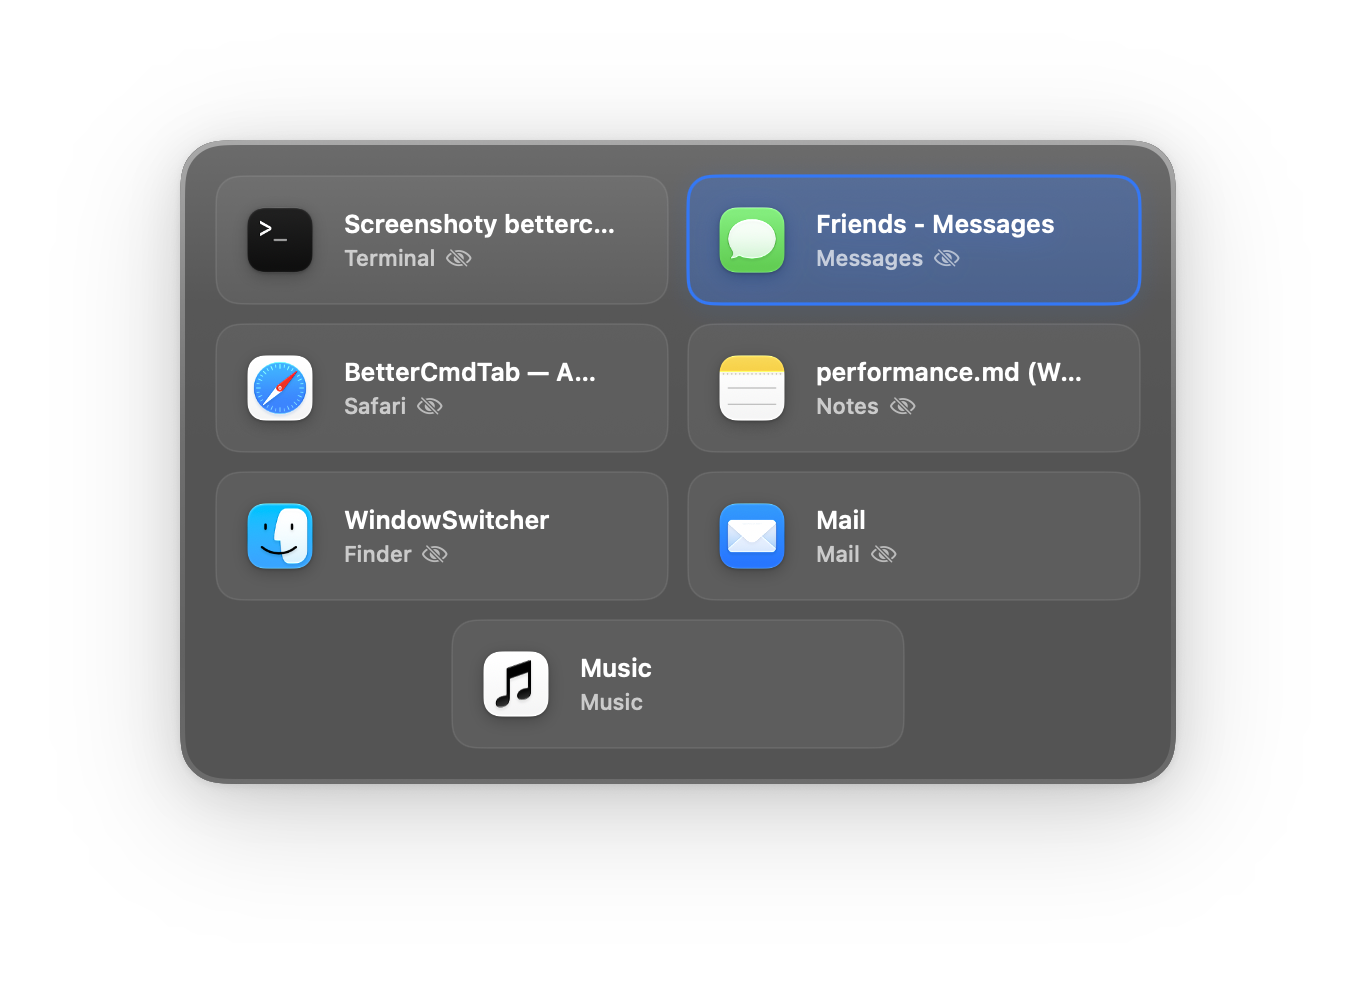 >_
Screenshoty betterc...
Terminal
Friends - Messages
Messages
BetterCmdTab — A...
Safari
performance.md (W...
Notes
WindowSwitcher
Finder
Mail
Mail
Music
Music